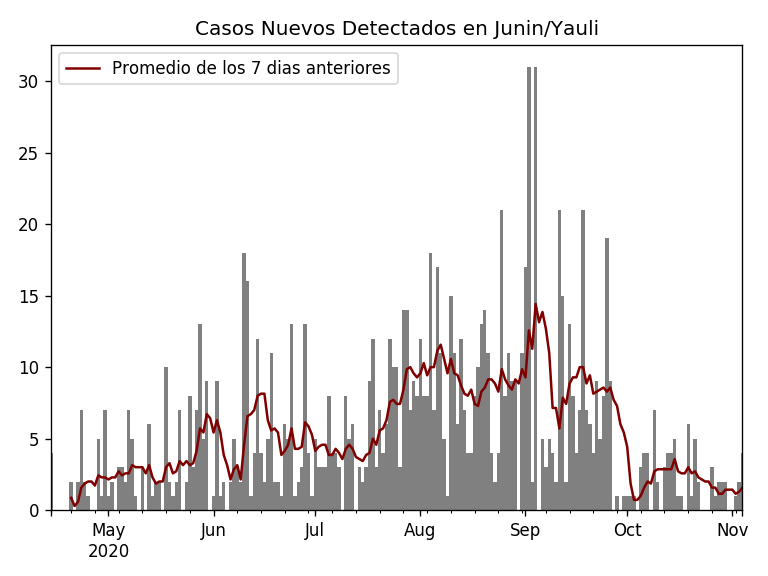 Casos Nuevos Detectados en Junin/Yauli
Promedio de los 7 dias anteriores
30
25
20
15
10
5
0
May Jun Jul Aug Sep Oct Nov
2020